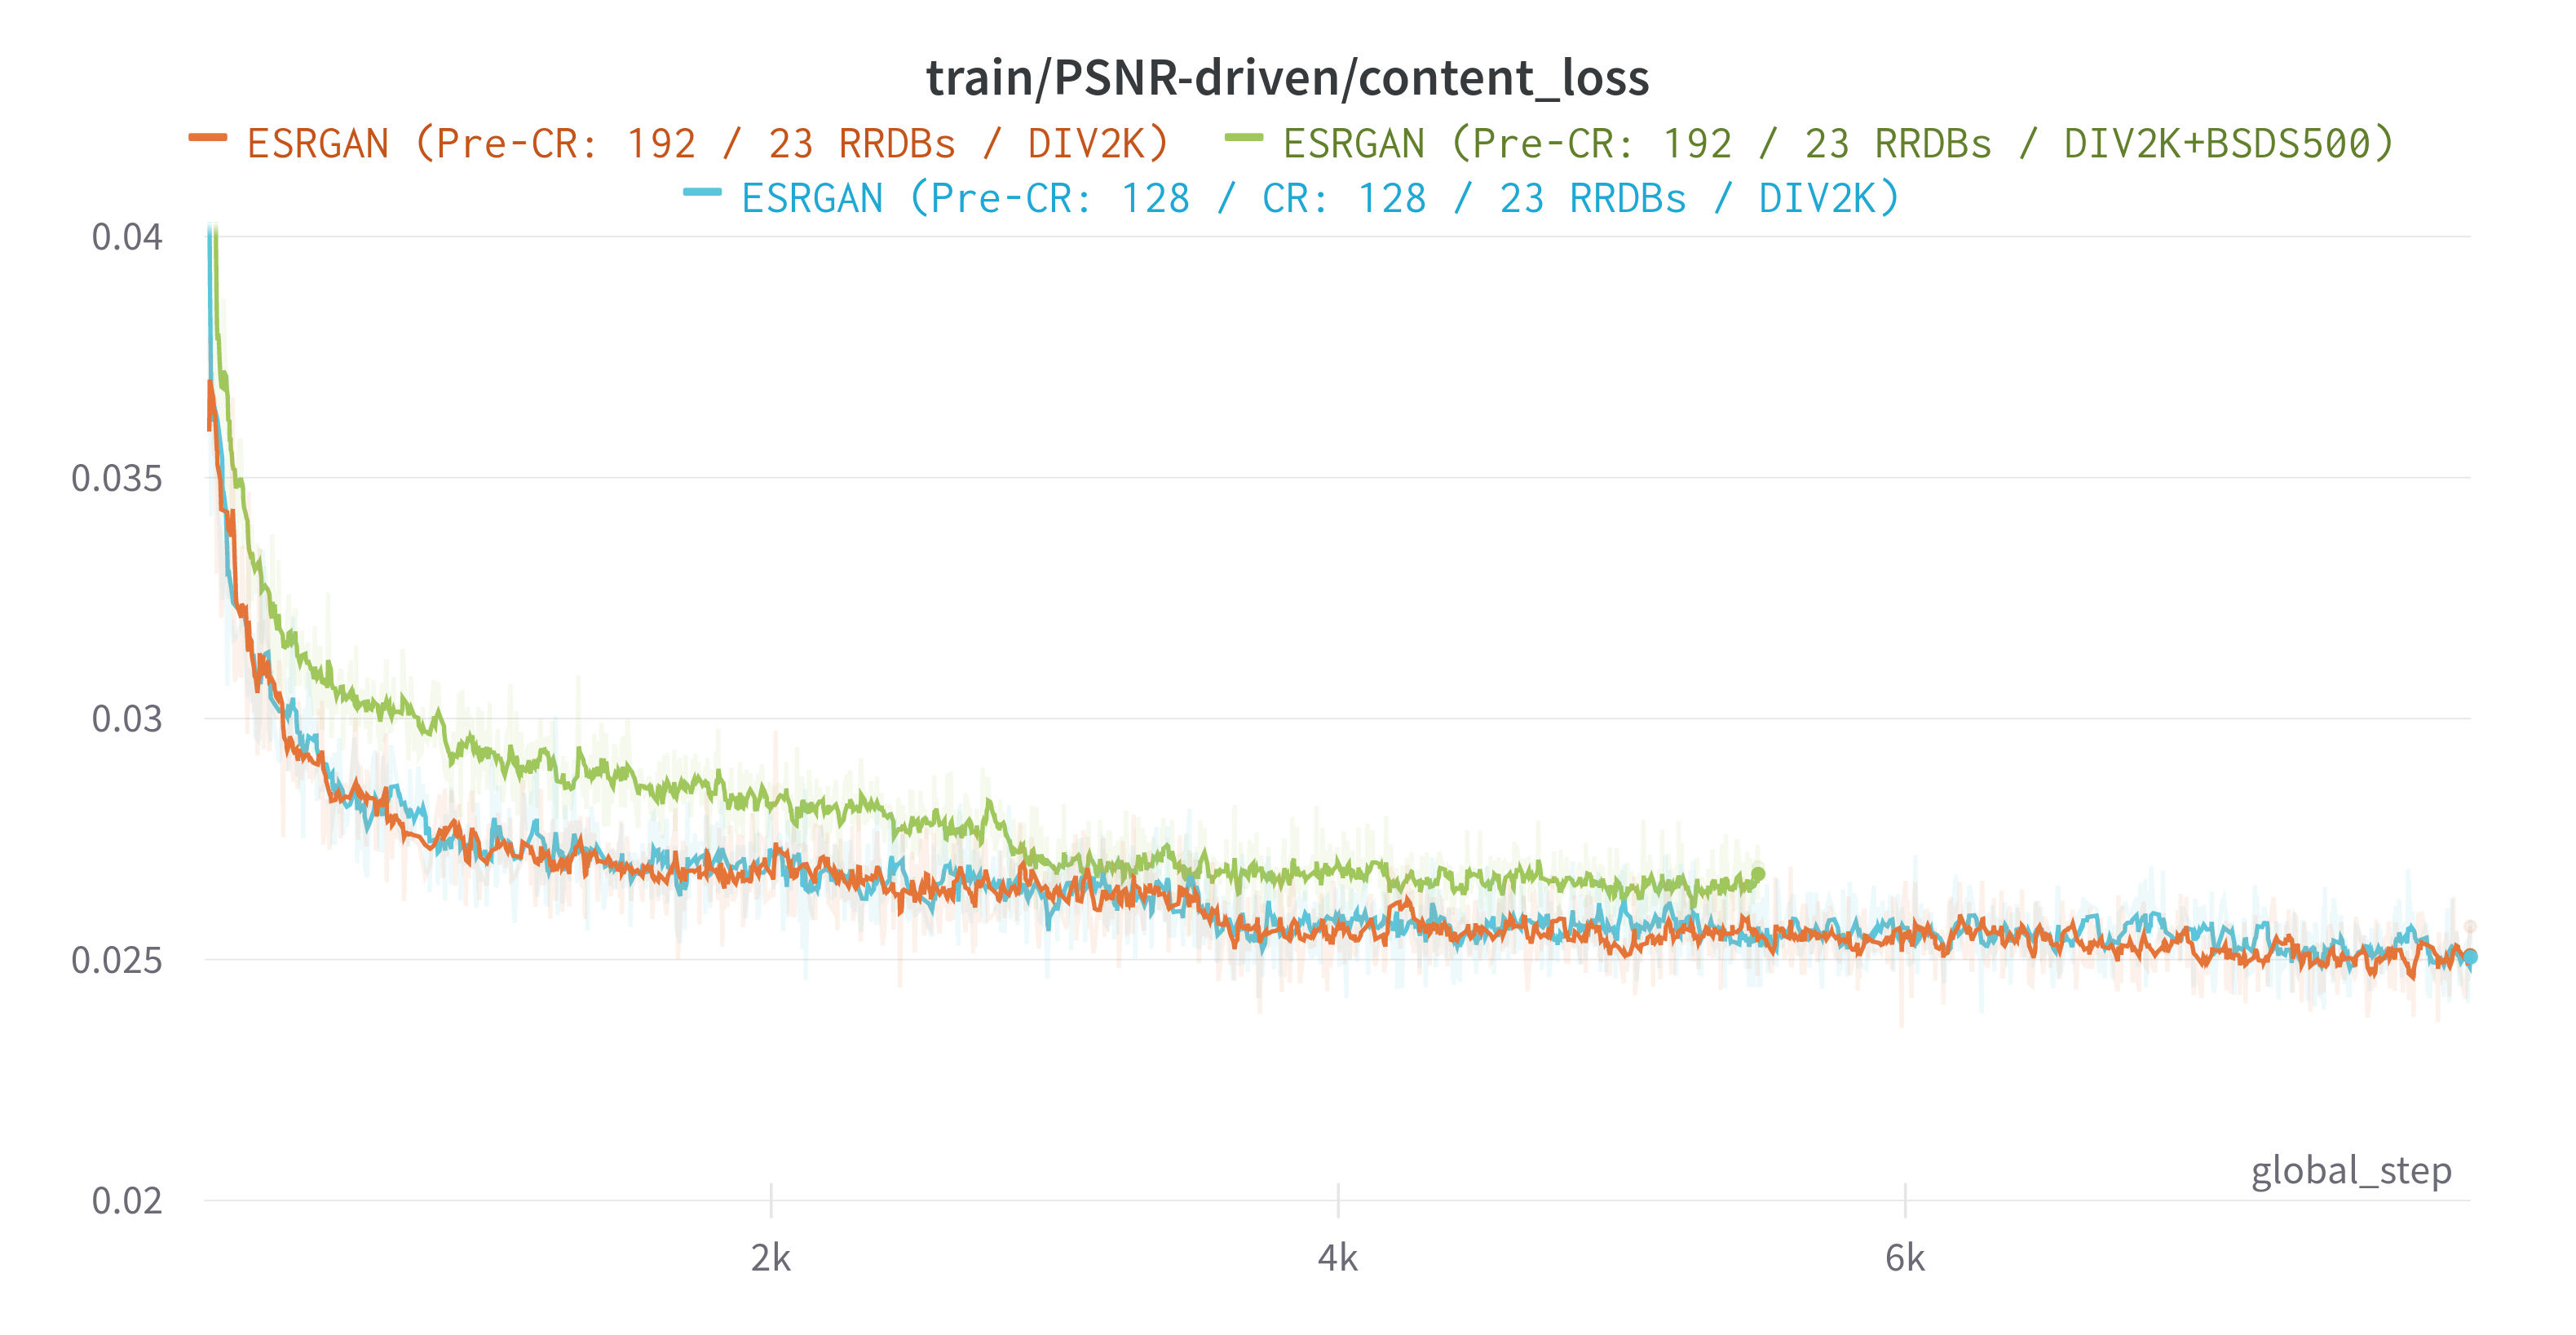 train/PSNR-driven/content_loss
ESRGAN (Pre-CR: 192 / 23 RRDBs / DIV2K) ESRGAN (Pre-CR: 192 / 23 RRDBs / DIV2K+BSDS500)
ESRGAN (Pre-CR: 128 / CR: 128 / 23 RRDBs / DIV2K)
0.04
0.035
0.03
0.025
global_step
0.02
2k 4k 6k